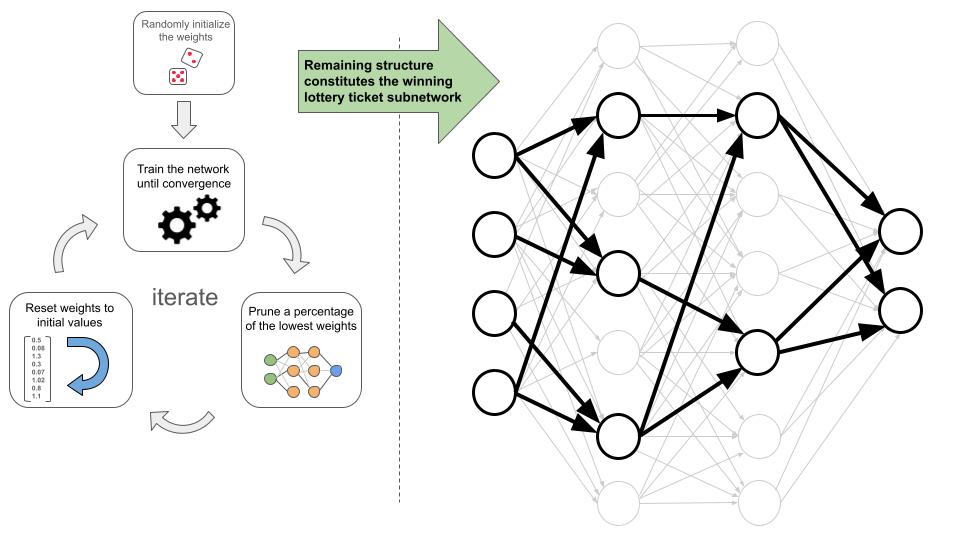 Randomly initialize
the weights
Remaining structure
constitutes the winning
lottery ticket subnetwork
Train the network
until convergence
iterate
Reset weights to
initial values
0.5
0.08
1.3
0.3
0.07
1.02
0.8
1.1
Prune a percentage
of the lowest weights